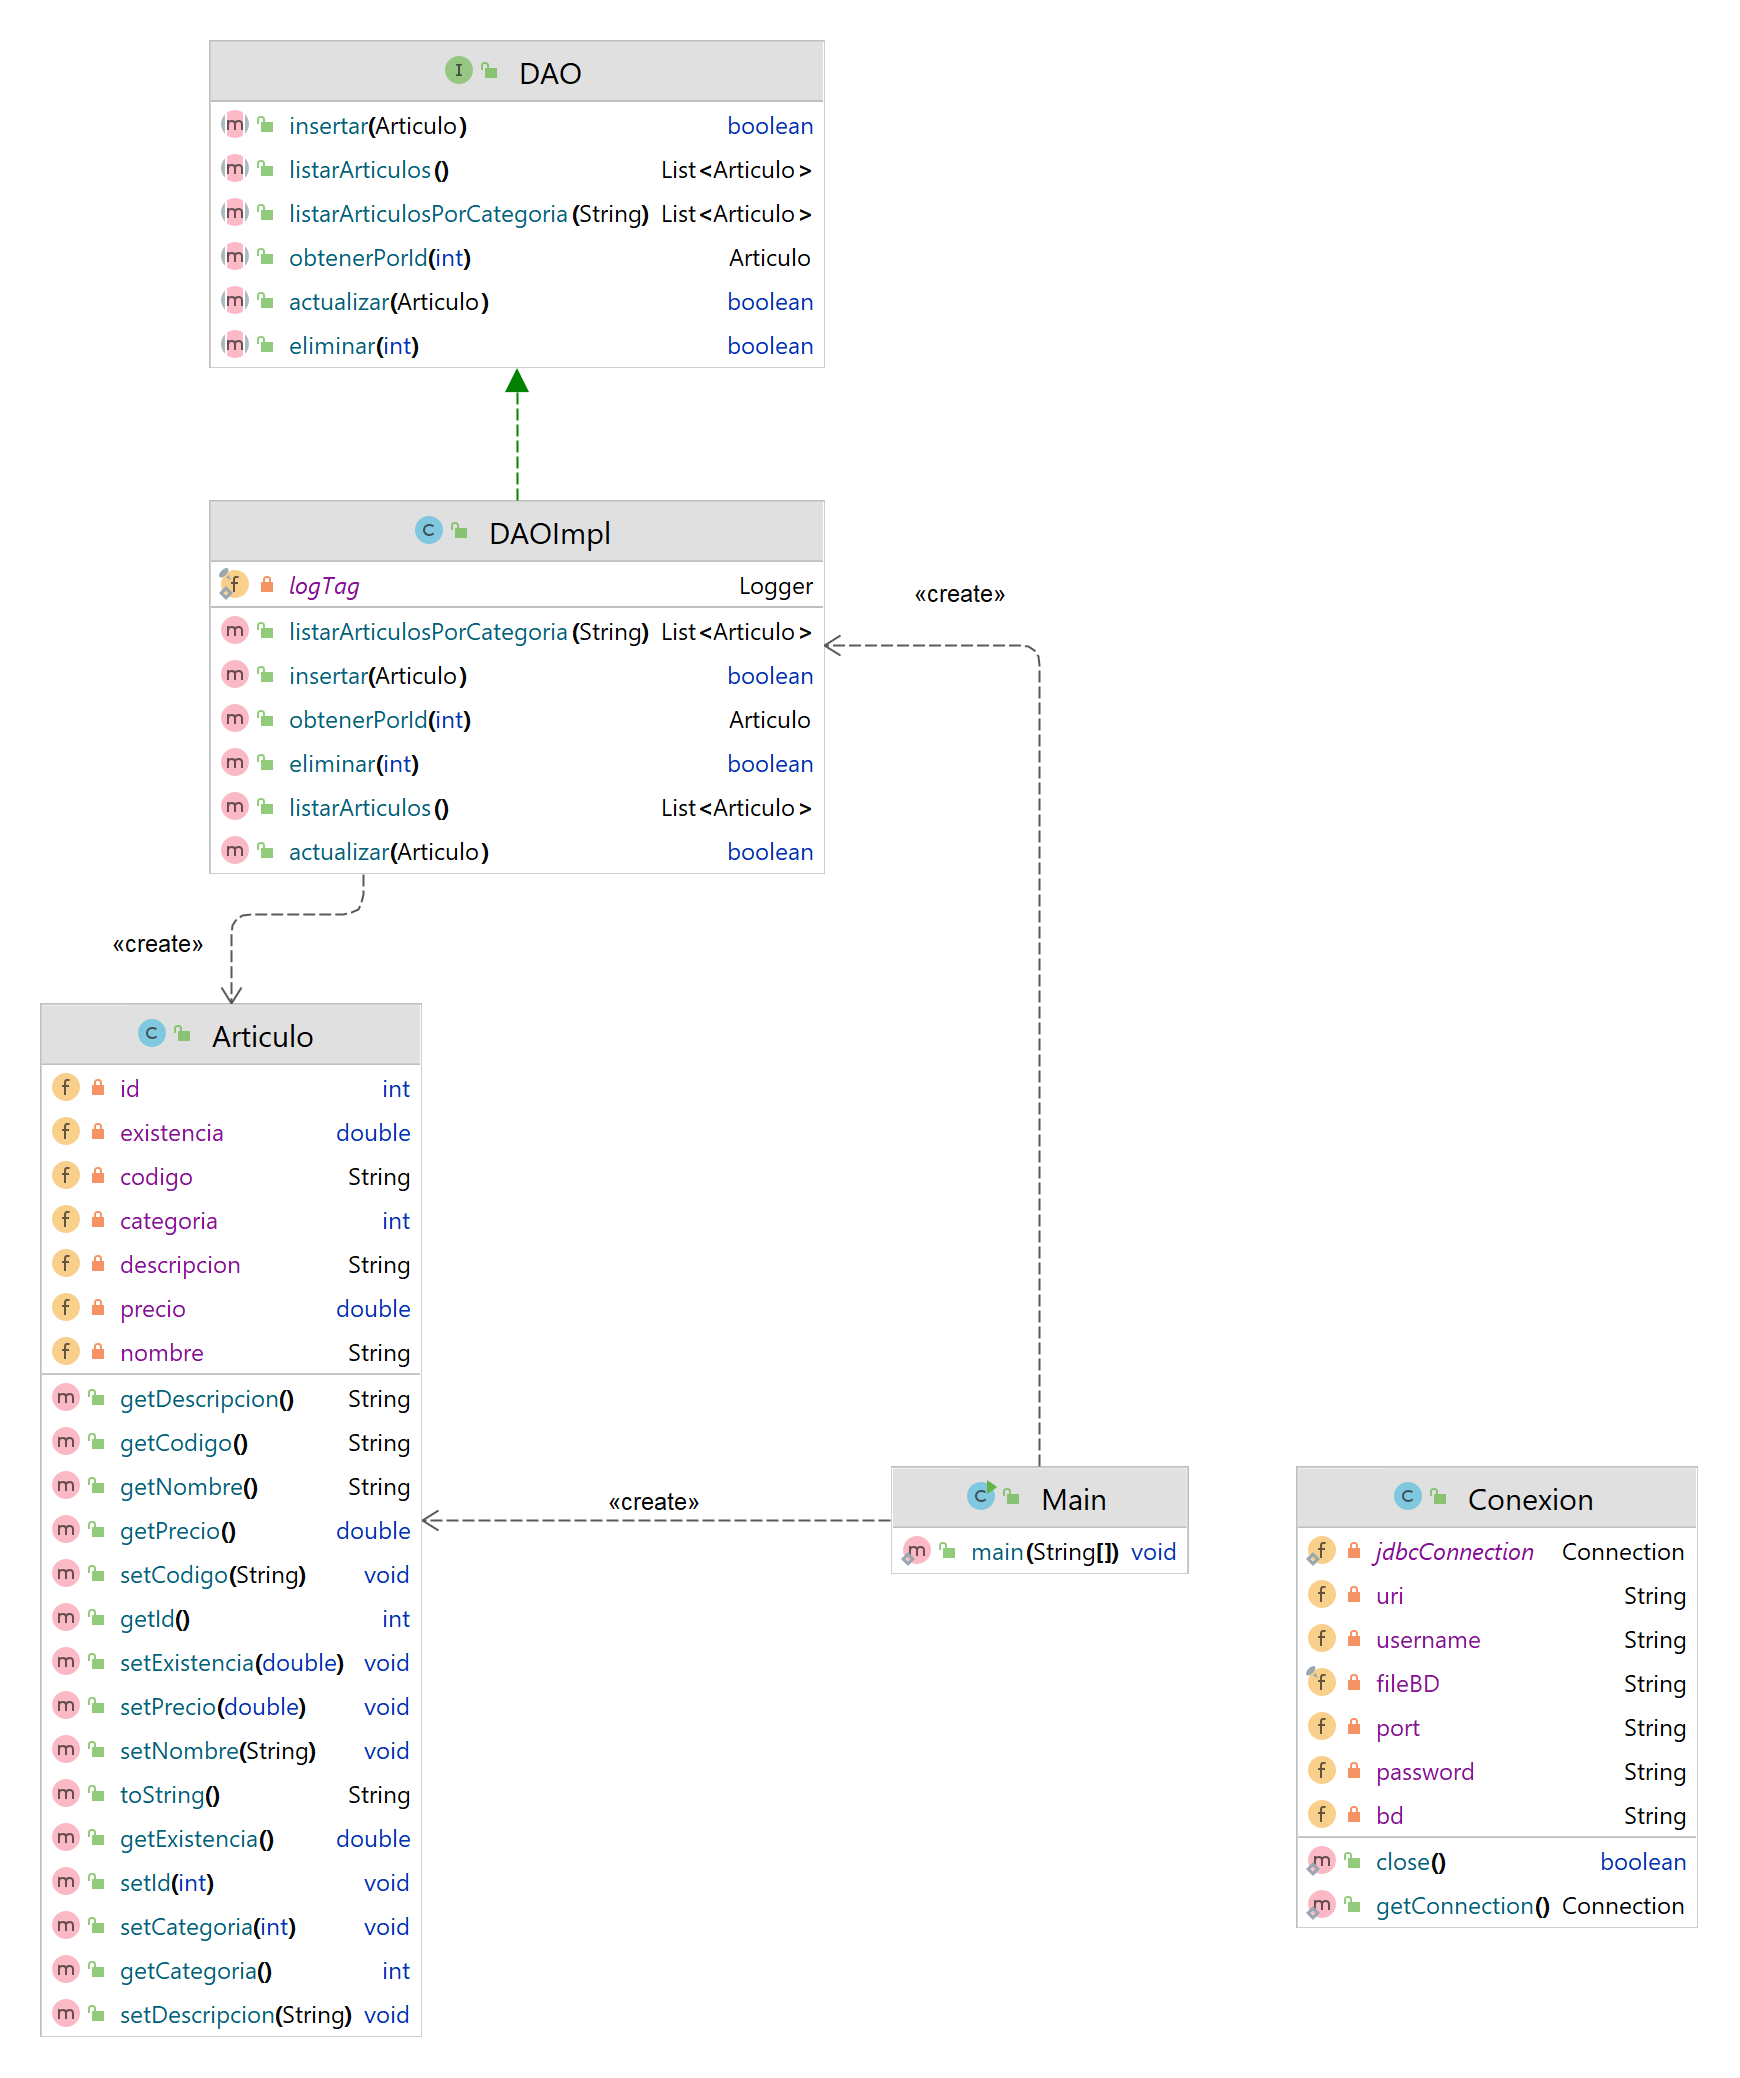 DAO
insertar(Articulo) boolean
listarArticulos() List<Articulo>
listarArticulosPorCategoria(String) List<Articulo>
obtenerPorId(int) Articulo
actualizar(Articulo) boolean
eliminar(int) boolean
DAOImpl
logTag Logger
listarArticulosPorCategoria(String) List<Articulo>
insertar(Articulo) boolean
obtenerPorId(int) Articulo
eliminar(int) boolean
listarArticulos() List<Articulo>
actualizar(Articulo) boolean
«create»
«create»
Articulo
id int
existencia double
codigo String
categoria int
descripcion String
precio double
nombre String
getDescripcion() String
getCodigo() String
getNombre() String
getPrecio() double
setCodigo(String) void
getId() int
setExistencia(double) void
setPrecio(double) void
setNombre(String) void
toString() String
getExistencia() double
setId(int) void
setCategoria(int) void
getCategoria() int
setDescripcion(String) void
«create»
Main
main(String[]) void
Conexion
jdbcConnection Connection
uri String
username String
fileBD String
port String
password String
bd String
close() boolean
getConnection() Connection